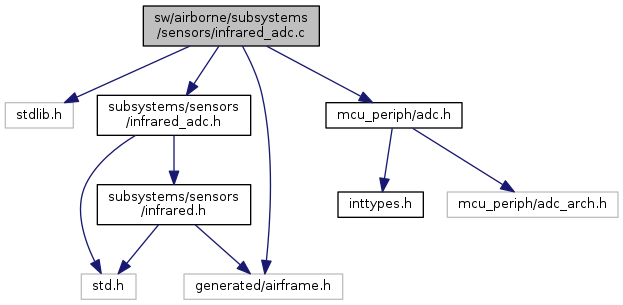 sw/airborne/subsystems
/sensors/infrared_adc.c
stdlib.h
subsystems/sensors
/infrared_adc.h
mcu_periph/adc.h
subsystems/sensors
/infrared.h
inttypes.h
mcu_periph/adc_arch.h
std.h
generated/airframe.h